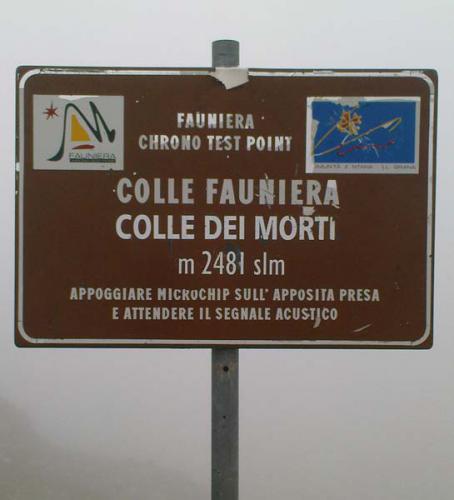 FAUNIERA
CHRONO TEST POINT
FAUNIERA
COLLE FAUNIERA
COLLE DEI MORTI
m 2481 slm
APPOGGIARE MICROCHIP SULL' APPOSITA PRESA
E ATTENDERE IL SEGNALE ACUSTICO